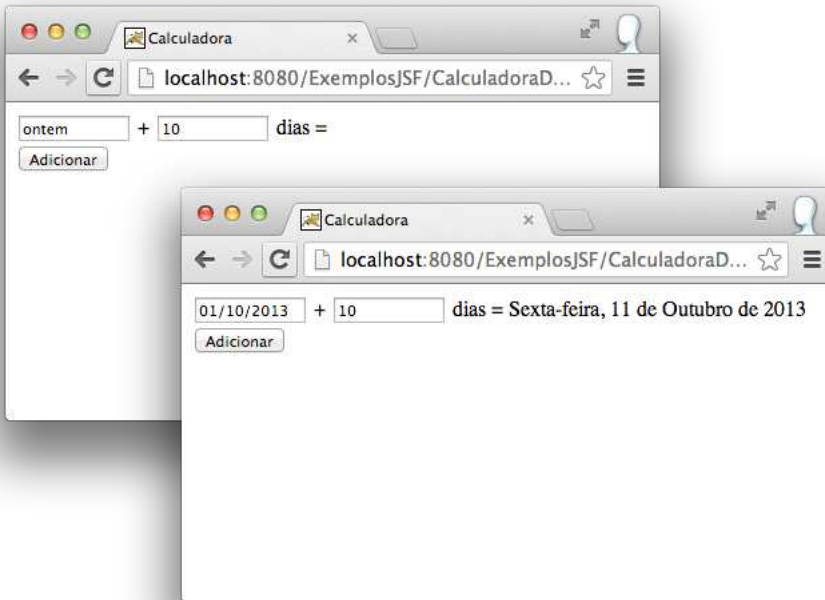 Calculadora
localhost:8080/ExemplosJSF/CalculadoraD...
ontem + 10 dias =
Adicionar
Calculadora
localhost:8080/ExemplosJSF/CalculadoraD...
01/10/2013 + 10 dias = Sexta-feira, 11 de Outubro de 2013
Adicionar